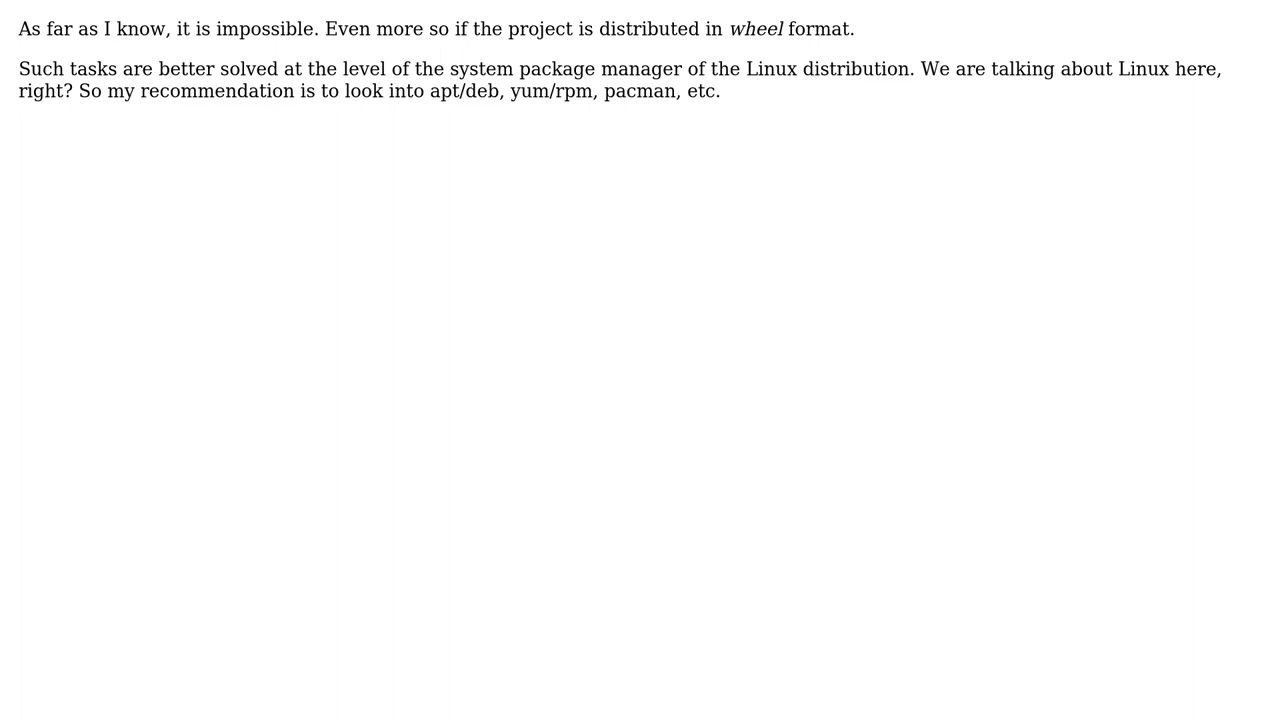 As far as I know, it is impossible. Even more so if the project is distributed in wheel format.
Such tasks are better solved at the level of the system package manager of the Linux distribution. We are talking about Linux here,
right? So my recommendation is to look into apt/deb, yum/rpm, pacman, etc.